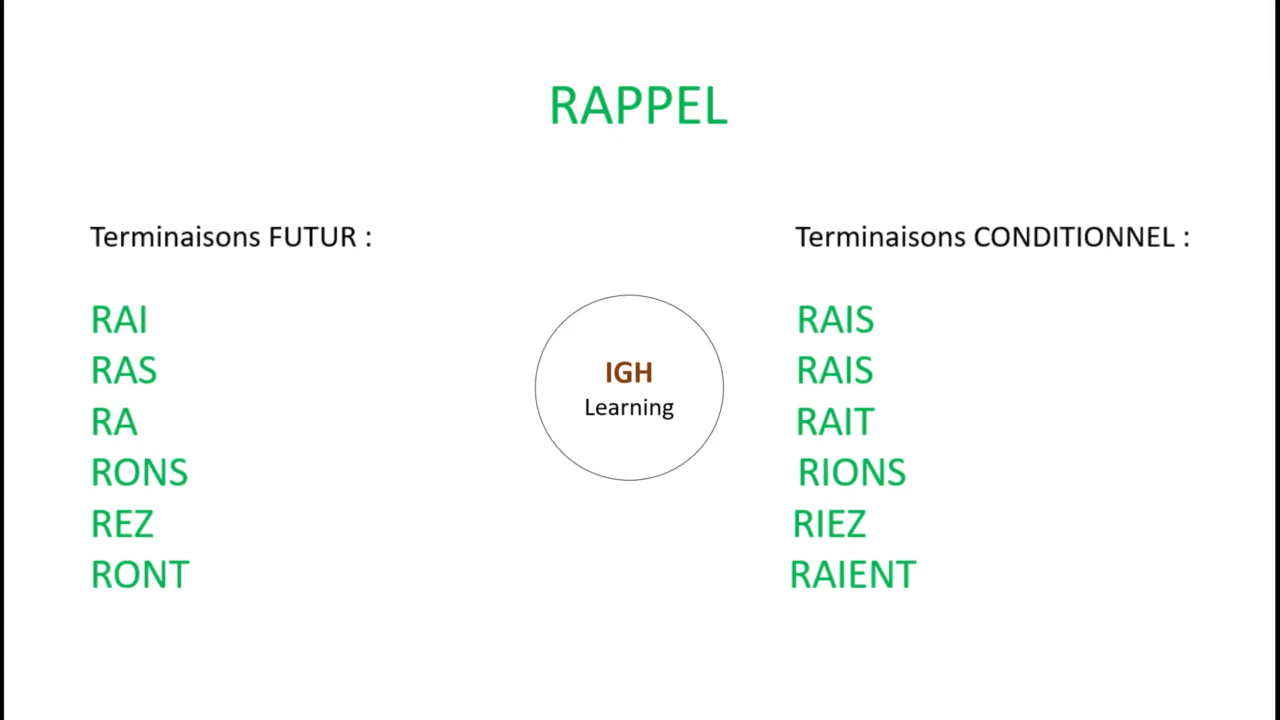 RAPPEL
Terminaisons FUTUR :
RAI
RAS
RA
RONS
REZ
RONT
IGH
Learning
Terminaisons CONDITIONNEL :
RAIS
RAIS
RAIT
RIONS
RIEZ
RAIENT